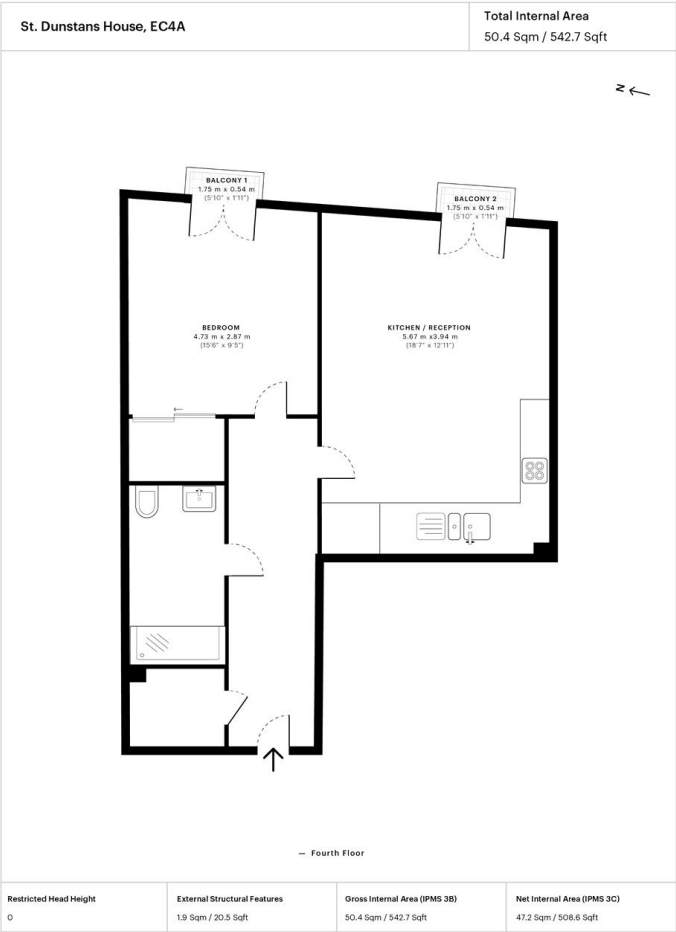 St. Dunstans House, EC4A
Total Internal Area
50.4 Sqm / 542.7 Sqft
N
BALCONY 1
1.75 m x 0.54 m
(5'10" x 1'11")
BALCONY 2
1.75 m x 0.54 m
(5'10" x 1'11")
BEDROOM
4.73 m x 2.87 m
(15'6" x 9'5")
KITCHEN / RECEPTION
5.67 m x3.94 m
(18'7" x 12'11")
— Fourth Floor
Restricted Head Height
0
External Structural Features
1.9 Sqm / 20.5 Sqft
Gross Internal Area (IPMS 3B)
50.4 Sqm / 542.7 Sqft
Net Internal Area (IPMS 3C)
47.2 Sqm / 508.6 Sqft